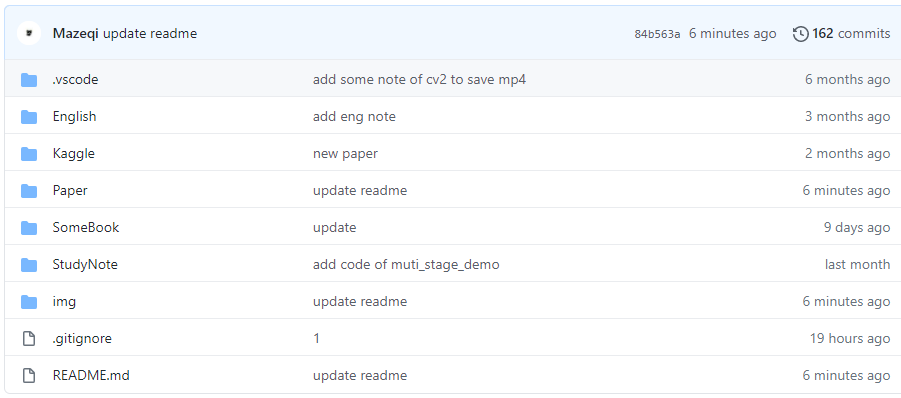 Mazeqi update readme 84b563a 6 minutes ago 162 commits
.vscode add some note of cv2 to save mp4 6 months ago
English add eng note 3 months ago
Kaggle new paper 2 months ago
Paper update readme 6 minutes ago
SomeBook update 9 days ago
StudyNote add code of muti_stage_demo last month
img update readme 6 minutes ago
.gitignore 1 19 hours ago
README.md update readme 6 minutes ago